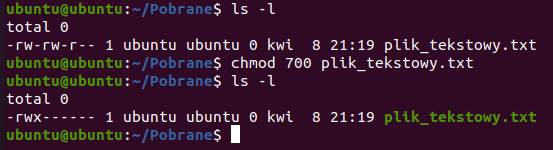 ubuntu@ubuntu:~/Pobrane$ ls -l
total 0
-rw-rw-r-- 1 ubuntu ubuntu 0 kwi  8 21:19 plik_tekstowy.txt
ubuntu@ubuntu:~/Pobrane$ chmod 700 plik_tekstowy.txt
ubuntu@ubuntu:~/Pobrane$ ls -l
total 0
-rwx------ 1 ubuntu ubuntu 0 kwi  8 21:19 plik_tekstowy.txt
ubuntu@ubuntu:~/Pobrane$